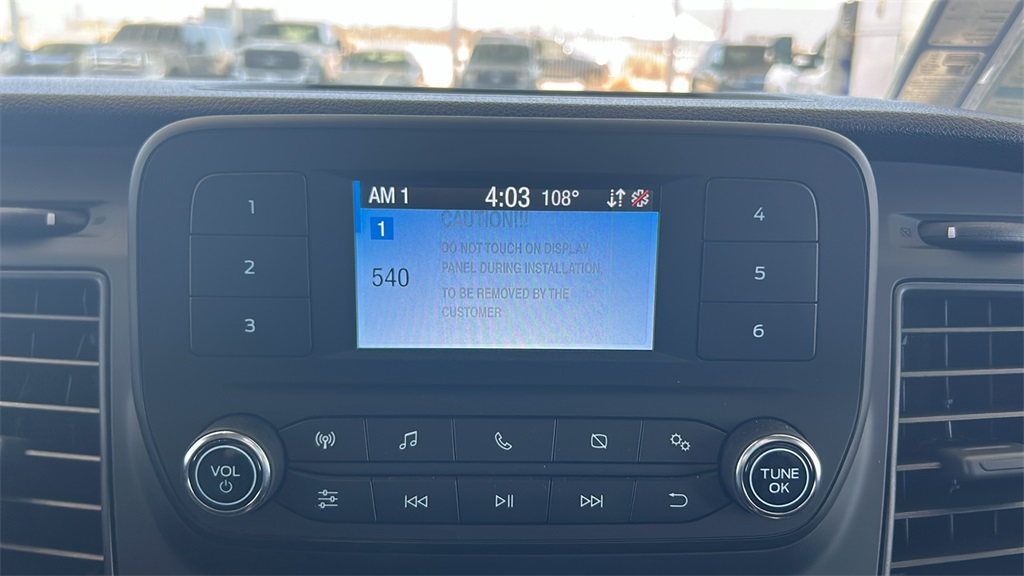 AM 1 4:03 108°
1
540
CAUTION!!!
DO NOT TOUCH ON DISPLAY
PANEL DURING INSTALLATION.
TO BE REMOVED BY THE
CUSTOMER
1
2
3
4
5
6
VOL
TUNE
OK